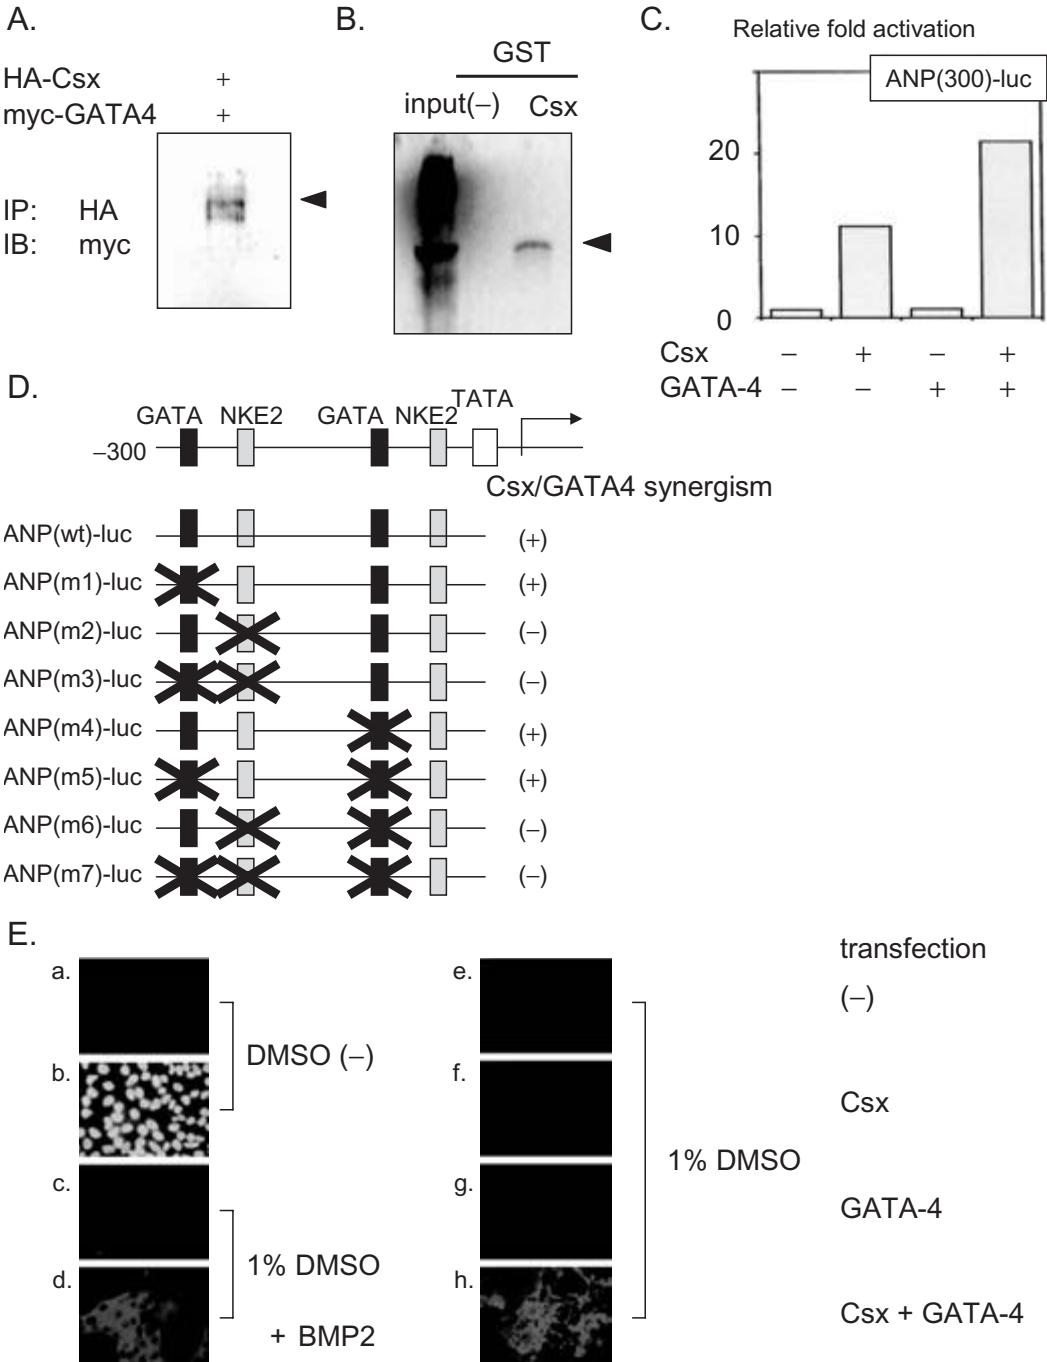 A.
HA-Csx +
myc-GATA4 +
IP: HA
IB: myc
B.
GST
input(−) Csx
C.
Relative fold activation
ANP(300)-luc
20
10
0
Csx − + − +
GATA-4 − − + +
D.
GATA NKE2 GATA NKE2 TATA
−300
Csx/GATA4 synergism
ANP(wt)-luc (+)
ANP(m1)-luc (+)
ANP(m2)-luc (−)
ANP(m3)-luc (−)
ANP(m4)-luc (+)
ANP(m5)-luc (+)
ANP(m6)-luc (−)
ANP(m7)-luc (−)
E.
a.
b.
DMSO (−)
c.
d.
1% DMSO
+ BMP2
e.
f.
g.
h.
1% DMSO
transfection
(−)
Csx
GATA-4
Csx + GATA-4